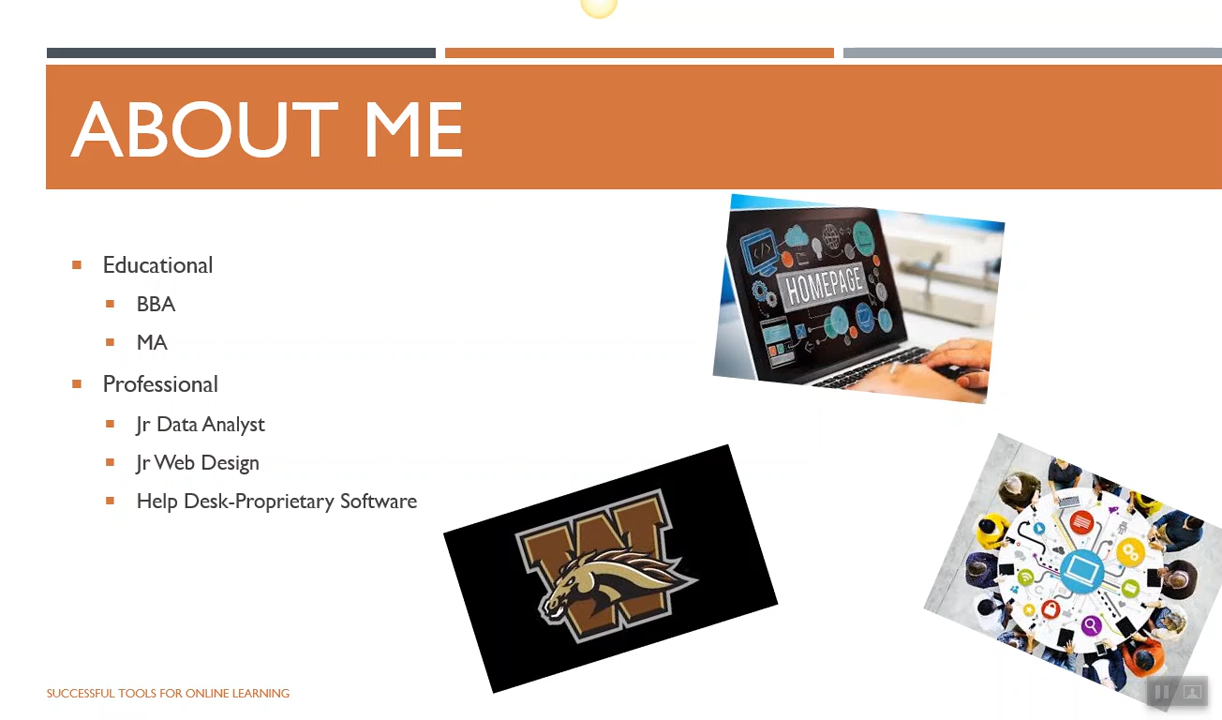 ABOUT ME
Educational
BBA
MA
Professional
Jr Data Analyst
Jr Web Design
Help Desk-Proprietary Software
HOMEPAGE
W
SUCCESSFUL TOOLS FOR ONLINE LEARNING